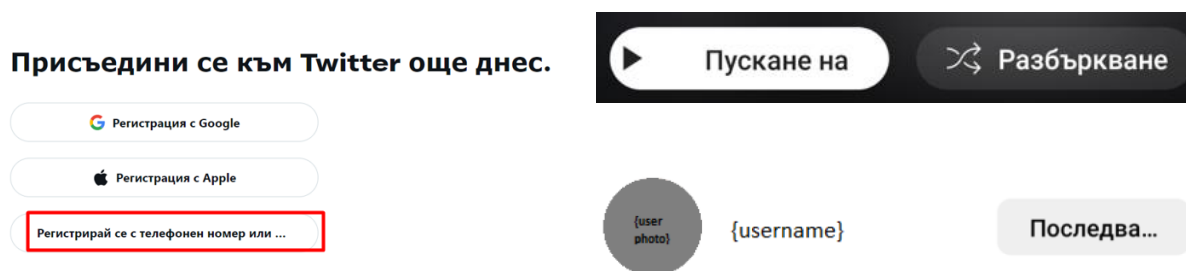 Присъедини се към Twitter още днес.
Регистрация с Google
Регистрация с Apple
Регистрирай се с телефонен номер или ...
Пускане на
Разбъркване
{user
photo}
{username}
Последва...